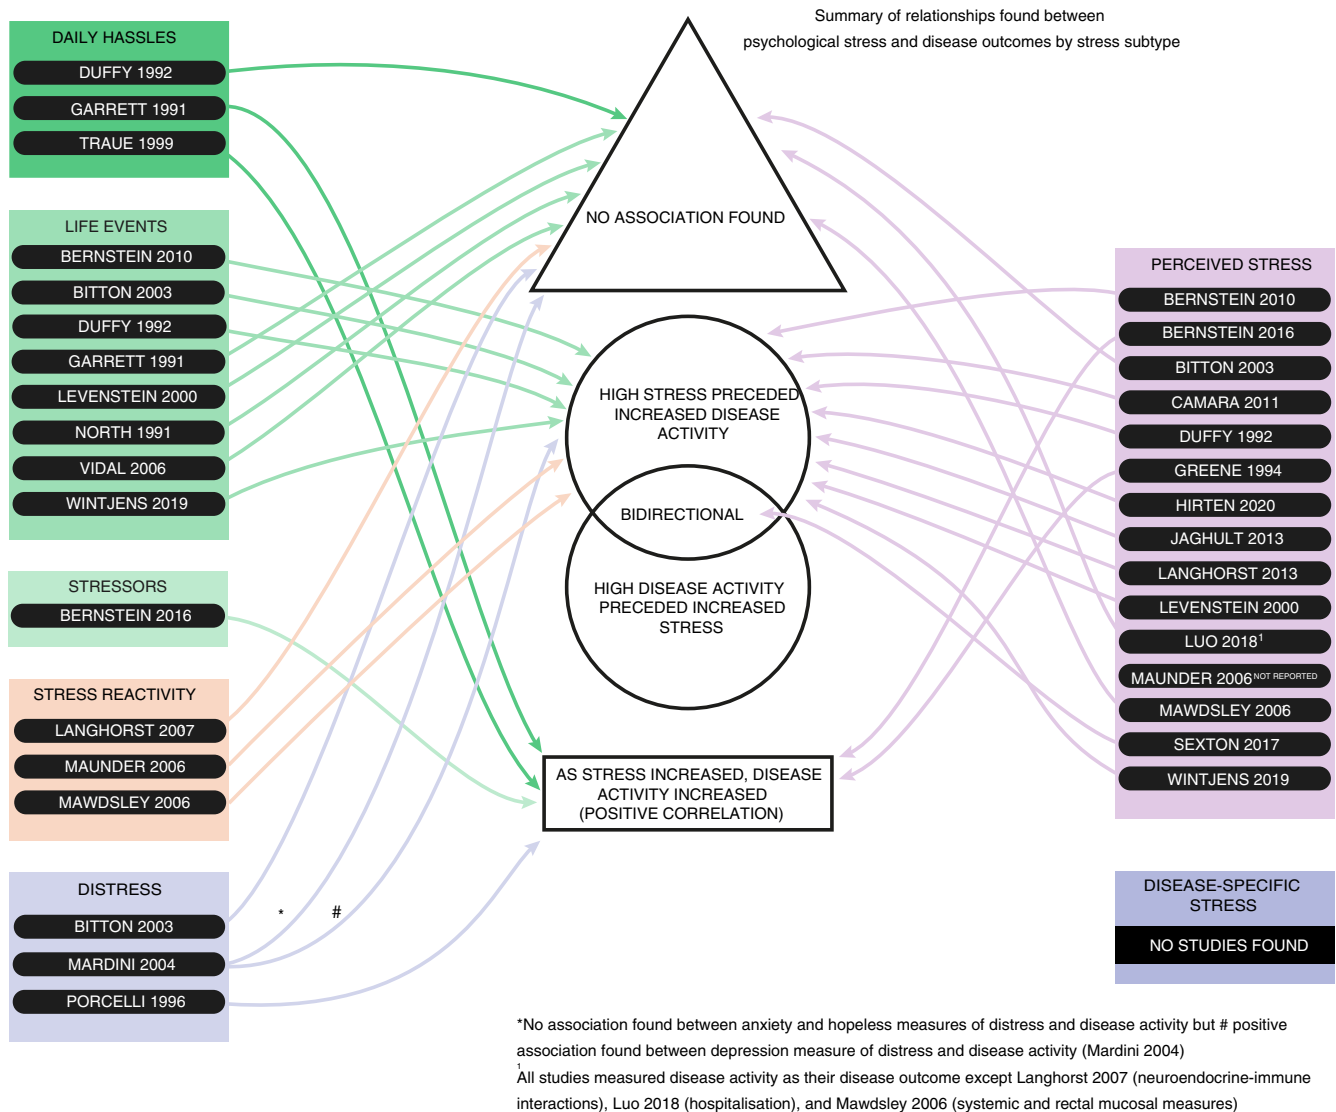 Summary of relationships found between
psychological stress and disease outcomes by stress subtype
DAILY HASSLES
DUFFY 1992
GARRETT 1991
TRAUE 1999
LIFE EVENTS
BERNSTEIN 2010
BITTON 2003
DUFFY 1992
GARRETT 1991
LEVENSTEIN 2000
NORTH 1991
VIDAL 2006
WINTJENS 2019
STRESSORS
BERNSTEIN 2016
STRESS REACTIVITY
LANGHORST 2007
MAUNDER 2006
MAWDSLEY 2006
DISTRESS
BITTON 2003
MARDINI 2004
PORCELLI 1996
*
#
NO ASSOCIATION FOUND
HIGH STRESS PRECEDED
INCREASED DISEASE
ACTIVITY
BIDIRECTIONAL
HIGH DISEASE ACTIVITY
PRECEDED INCREASED
STRESS
AS STRESS INCREASED, DISEASE
ACTIVITY INCREASED
(POSITIVE CORRELATION)
PERCEIVED STRESS
BERNSTEIN 2010
BERNSTEIN 2016
BITTON 2003
CAMARA 2011
DUFFY 1992
GREENE 1994
HIRTEN 2020
JAGHULT 2013
LANGHORST 2013
LEVENSTEIN 2000
LUO 2018¹
MAUNDER 2006 NOT REPORTED
MAWDSLEY 2006
SEXTON 2017
WINTJENS 2019
DISEASE-SPECIFIC
STRESS
NO STUDIES FOUND
*No association found between anxiety and hopeless measures of distress and disease activity but # positive
association found between depression measure of distress and disease activity (Mardini 2004)
¹All studies measured disease activity as their disease outcome except Langhorst 2007 (neuroendocrine-immune
interactions), Luo 2018 (hospitalisation), and Mawdsley 2006 (systemic and rectal mucosal measures)